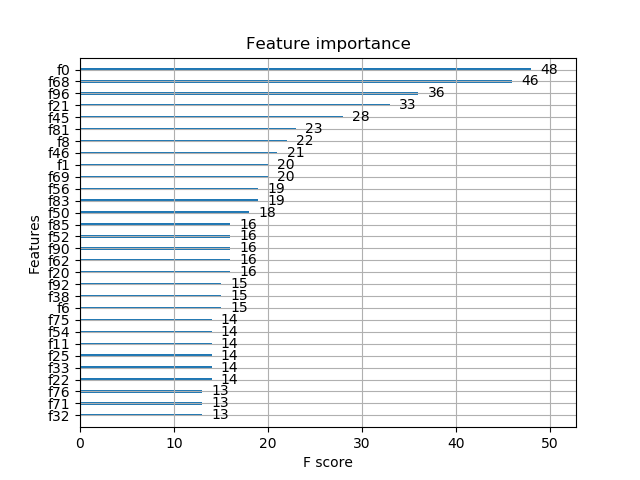 Feature importance
f0 48
f68 46
f96 36
f21 33
f45 28
f81 23
f8 22
f46 21
f1 20
f69 20
f56 19
f83 19
f50 18
f85 16
f52 16
f90 16
f62 16
f20 16
f92 15
f38 15
f6 15
f75 14
f54 14
f11 14
f25 14
f33 14
f22 14
f76 13
f71 13
f32 13
Features
0 10 20 30 40 50
F score